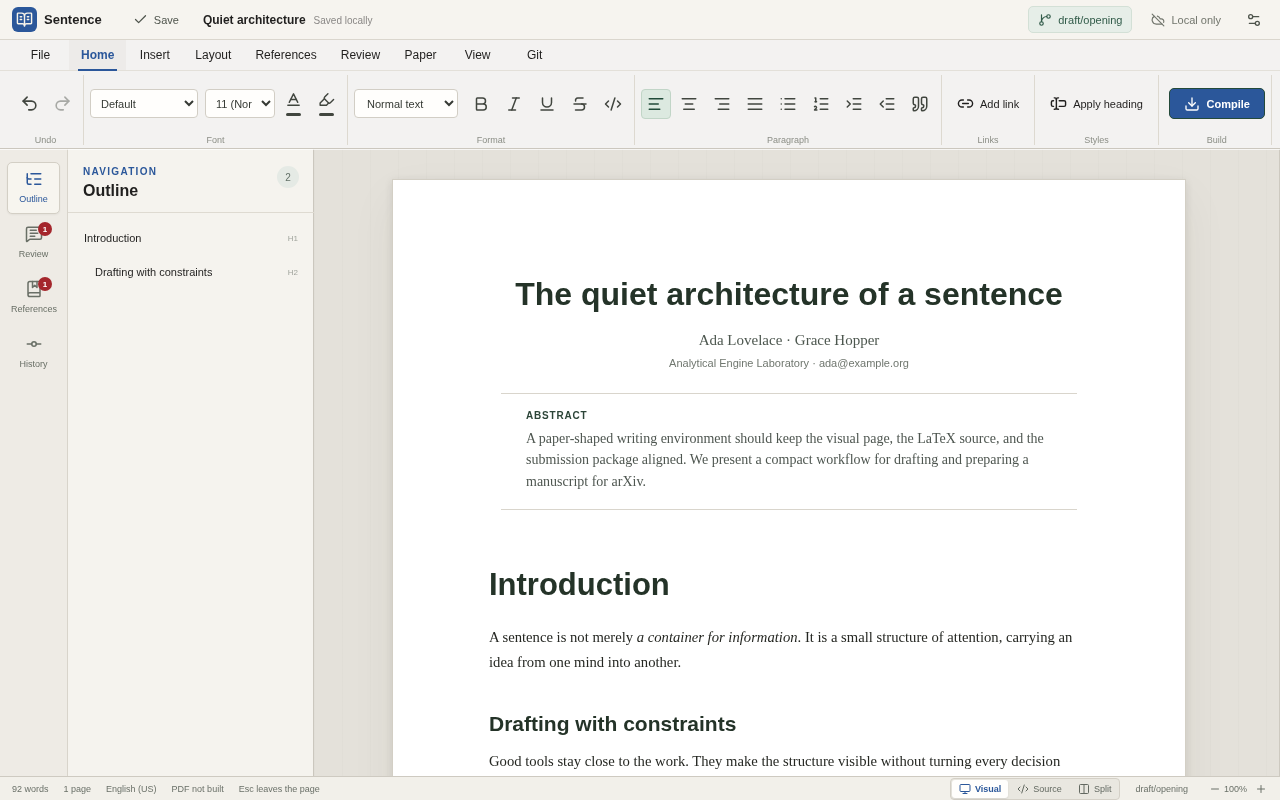 Sentence
Save
Quiet architecture Saved locally
draft/opening
Local only
File Home Insert Layout References Review Paper View Git
Default 11 (Nor Normal text Add link Apply heading Compile
Undo Font Format Paragraph Links Styles Build
Outline
1
Review
1
References
History
NAVIGATION
Outline
2
Introduction H1
Drafting with constraints H2
The quiet architecture of a sentence
Ada Lovelace · Grace Hopper
Analytical Engine Laboratory · ada@example.org
ABSTRACT
A paper-shaped writing environment should keep the visual page, the LaTeX source, and the
submission package aligned. We present a compact workflow for drafting and preparing a
manuscript for arXiv.
Introduction
A sentence is not merely a container for information. It is a small structure of attention, carrying an
idea from one mind into another.
Drafting with constraints
Good tools stay close to the work. They make the structure visible without turning every decision
92 words 1 page English (US) PDF not built Esc leaves the page Visual Source Split draft/opening 100%